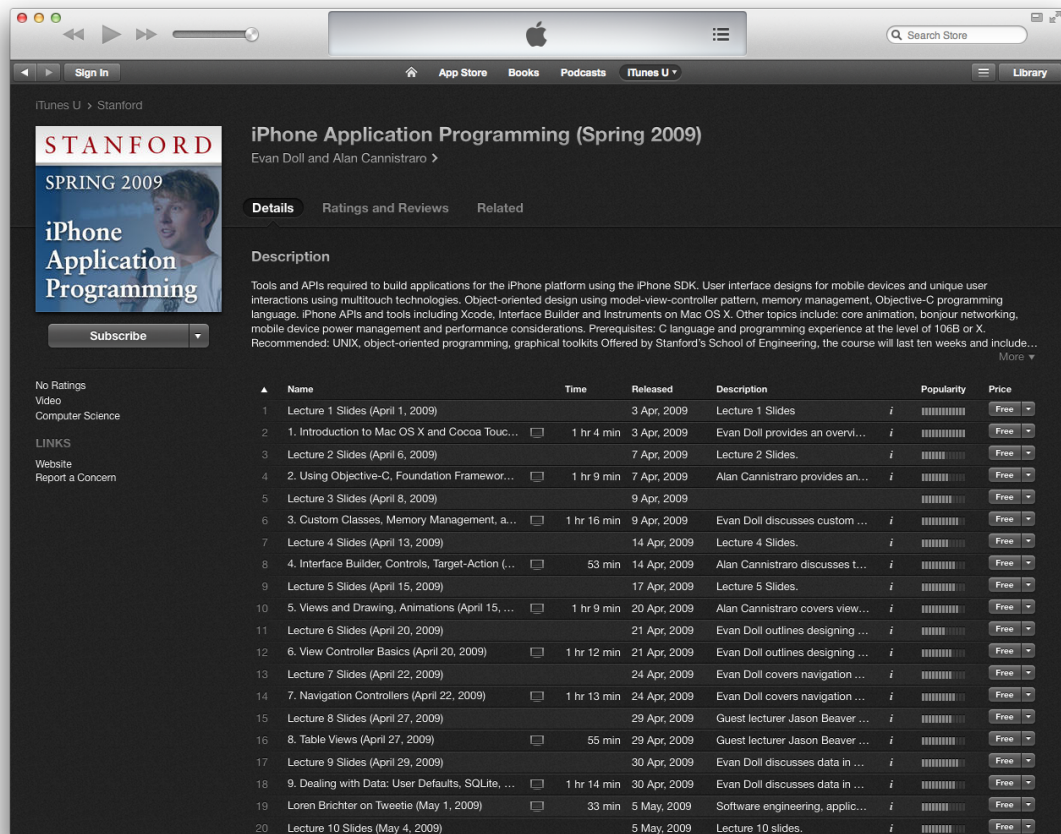 Search Store
Sign In
App Store Books Podcasts iTunes U
Library
iTunes U > Stanford
STANFORD
SPRING 2009
iPhone
Application
Programming
iPhone Application Programming (Spring 2009)
Evan Doll and Alan Cannistraro >
Details Ratings and Reviews Related
Description
Tools and APIs required to build applications for the iPhone platform using the iPhone SDK. User interface designs for mobile devices and unique user
interactions using multitouch technologies. Object-oriented design using model-view-controller pattern, memory management, Objective-C programming
language. iPhone APIs and tools including Xcode, Interface Builder and Instruments on Mac OS X. Other topics include: core animation, bonjour networking,
mobile device power management and performance considerations. Prerequisites: C language and programming experience at the level of 106B or X.
Recommended: UNIX, object-oriented programming, graphical toolkits Offered by Stanford's School of Engineering, the course will last ten weeks and include...
More
Subscribe
No Ratings
Video
Computer Science
LINKS
Website
Report a Concern
Name Time Released Description Popularity Price
1 Lecture 1 Slides (April 1, 2009) 3 Apr, 2009 Lecture 1 Slides i Free
2 1. Introduction to Mac OS X and Cocoa Touc... 1 hr 4 min 3 Apr, 2009 Evan Doll provides an overvi... i Free
3 Lecture 2 Slides (April 6, 2009) 7 Apr, 2009 Lecture 2 Slides. i Free
4 2. Using Objective-C, Foundation Framewor... 1 hr 9 min 7 Apr, 2009 Alan Cannistraro provides an... i Free
5 Lecture 3 Slides (April 8, 2009) 9 Apr, 2009 Free
6 3. Custom Classes, Memory Management, a... 1 hr 16 min 9 Apr, 2009 Evan Doll discusses custom ... i Free
7 Lecture 4 Slides (April 13, 2009) 14 Apr, 2009 Lecture 4 Slides. i Free
8 4. Interface Builder, Controls, Target-Action (... 53 min 14 Apr, 2009 Alan Cannistraro discusses t... i Free
9 Lecture 5 Slides (April 15, 2009) 17 Apr, 2009 Lecture 5 Slides. i Free
10 5. Views and Drawing, Animations (April 15, ... 1 hr 9 min 20 Apr, 2009 Alan Cannistraro covers view... i Free
11 Lecture 6 Slides (April 20, 2009) 21 Apr, 2009 Evan Doll outlines designing ... i Free
12 6. View Controller Basics (April 20, 2009) 1 hr 12 min 21 Apr, 2009 Evan Doll outlines designing ... i Free
13 Lecture 7 Slides (April 22, 2009) 24 Apr, 2009 Evan Doll covers navigation ... i Free
14 7. Navigation Controllers (April 22, 2009) 1 hr 13 min 24 Apr, 2009 Evan Doll covers navigation ... i Free
15 Lecture 8 Slides (April 27, 2009) 29 Apr, 2009 Guest lecturer Jason Beaver ... i Free
16 8. Table Views (April 27, 2009) 55 min 29 Apr, 2009 Guest lecturer Jason Beaver ... i Free
17 Lecture 9 Slides (April 29, 2009) 30 Apr, 2009 Evan Doll discusses data in ... i Free
18 9. Dealing with Data: User Defaults, SQLite, ... 1 hr 14 min 30 Apr, 2009 Evan Doll discusses data in ... i Free
19 Loren Brichter on Tweetie (May 1, 2009) 33 min 5 May, 2009 Software engineering, applic... i Free
20 Lecture 10 Slides (May 4, 2009) 5 May, 2009 Lecture 10 slides. i Free